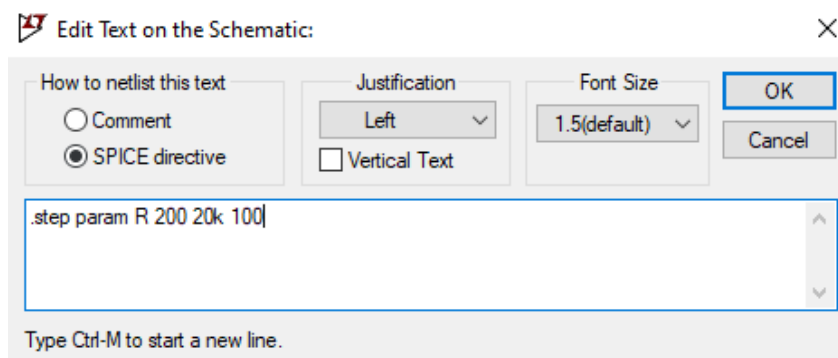 Edit Text on the Schematic:
How to netlist this text
Comment
SPICE directive
Justification
Left
Vertical Text
Font Size
1.5(default)
OK
Cancel
.step param R 200 20k 100
Type Ctrl-M to start a new line.